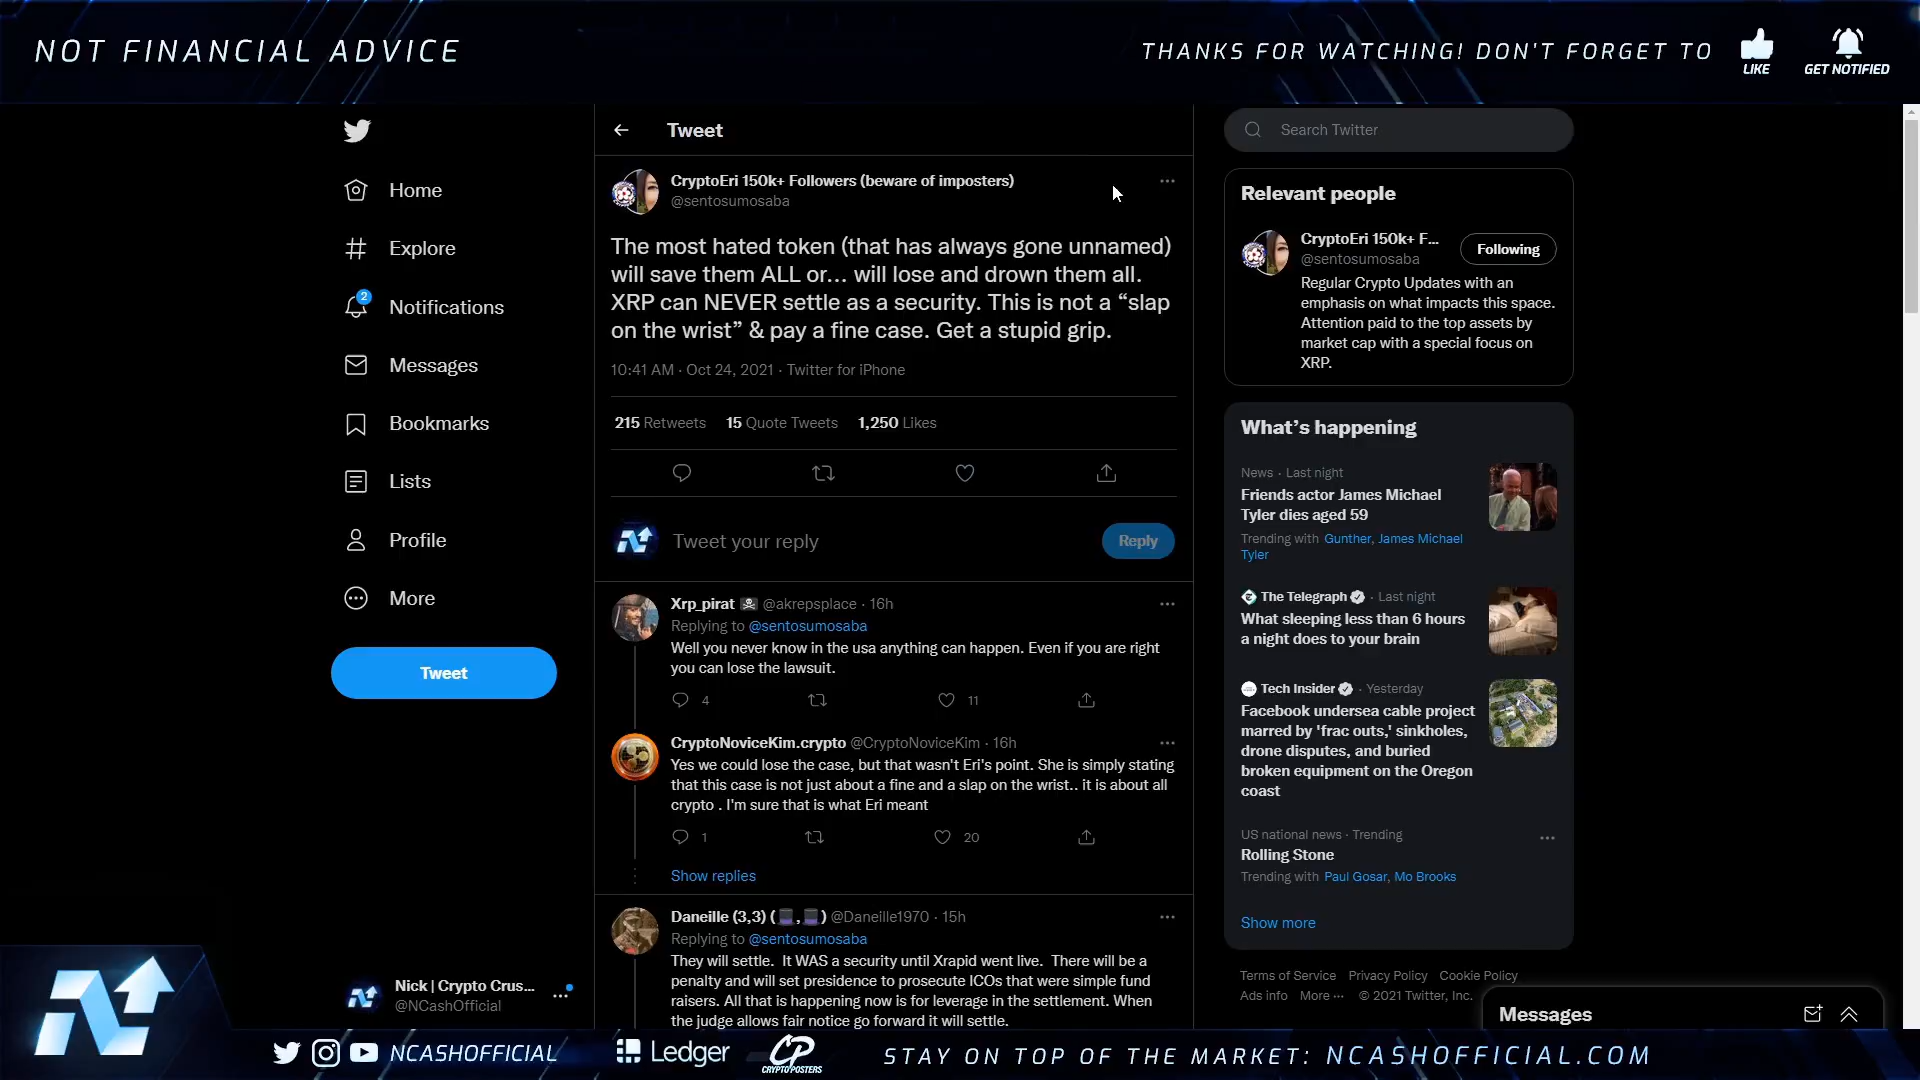 NOT FINANCIAL ADVICE
THANKS FOR WATCHING! DON'T FORGET TO
LIKE
GET NOTIFIED
Home
Explore
2
Notifications
Messages
Bookmarks
Lists
Profile
More
Tweet
Nick | Crypto Crus...
@NCashOfficial
Tweet
CryptoEri 150k+ Followers (beware of imposters)
@sentosumosaba
The most hated token (that has always gone unnamed)
will save them ALL or... will lose and drown them all.
XRP can NEVER settle as a security. This is not a “slap
on the wrist” & pay a fine case. Get a stupid grip.
10:41 AM · Oct 24, 2021 · Twitter for iPhone
215 Retweets 15 Quote Tweets 1,250 Likes
Tweet your reply
Reply
Xrp_pirat @akrepsplace · 16h
Replying to @sentosumosaba
Well you never know in the usa anything can happen. Even if you are right
you can lose the lawsuit.
4 11
CryptoNoviceKim.crypto @CryptoNoviceKim · 16h
Yes we could lose the case, but that wasn't Eri's point. She is simply stating
that this case is not just about a fine and a slap on the wrist.. it is about all
crypto . I'm sure that is what Eri meant
1 20
Show replies
Daneille (3,3) (🎩,🎩) @Daneille1970 · 15h
Replying to @sentosumosaba
They will settle.  It WAS a security until Xrapid went live.  There will be a
penalty and will set presidence to prosecute ICOs that were simple fund
raisers. All that is happening now is for leverage in the settlement. When
the judge allows fair notice go forward it will settle.
Search Twitter
Relevant people
CryptoEri 150k+ F...
@sentosumosaba
Following
Regular Crypto Updates with an
emphasis on what impacts this space.
Attention paid to the top assets by
market cap with a special focus on
XRP.
What's happening
News · Last night
Friends actor James Michael
Tyler dies aged 59
Trending with Gunther, James Michael
Tyler
The Telegraph · Last night
What sleeping less than 6 hours
a night does to your brain
Tech Insider · Yesterday
Facebook undersea cable project
marred by 'frac outs,' sinkholes,
drone disputes, and buried
broken equipment on the Oregon
coast
US national news · Trending
Rolling Stone
Trending with Paul Gosar, Mo Brooks
Show more
Terms of Service Privacy Policy Cookie Policy
Ads info More ··· © 2021 Twitter, Inc.
Messages
NCASHOFFICIAL
Ledger
CP
CRYPTOPOSTERS
STAY ON TOP OF THE MARKET: NCASHOFFICIAL.COM